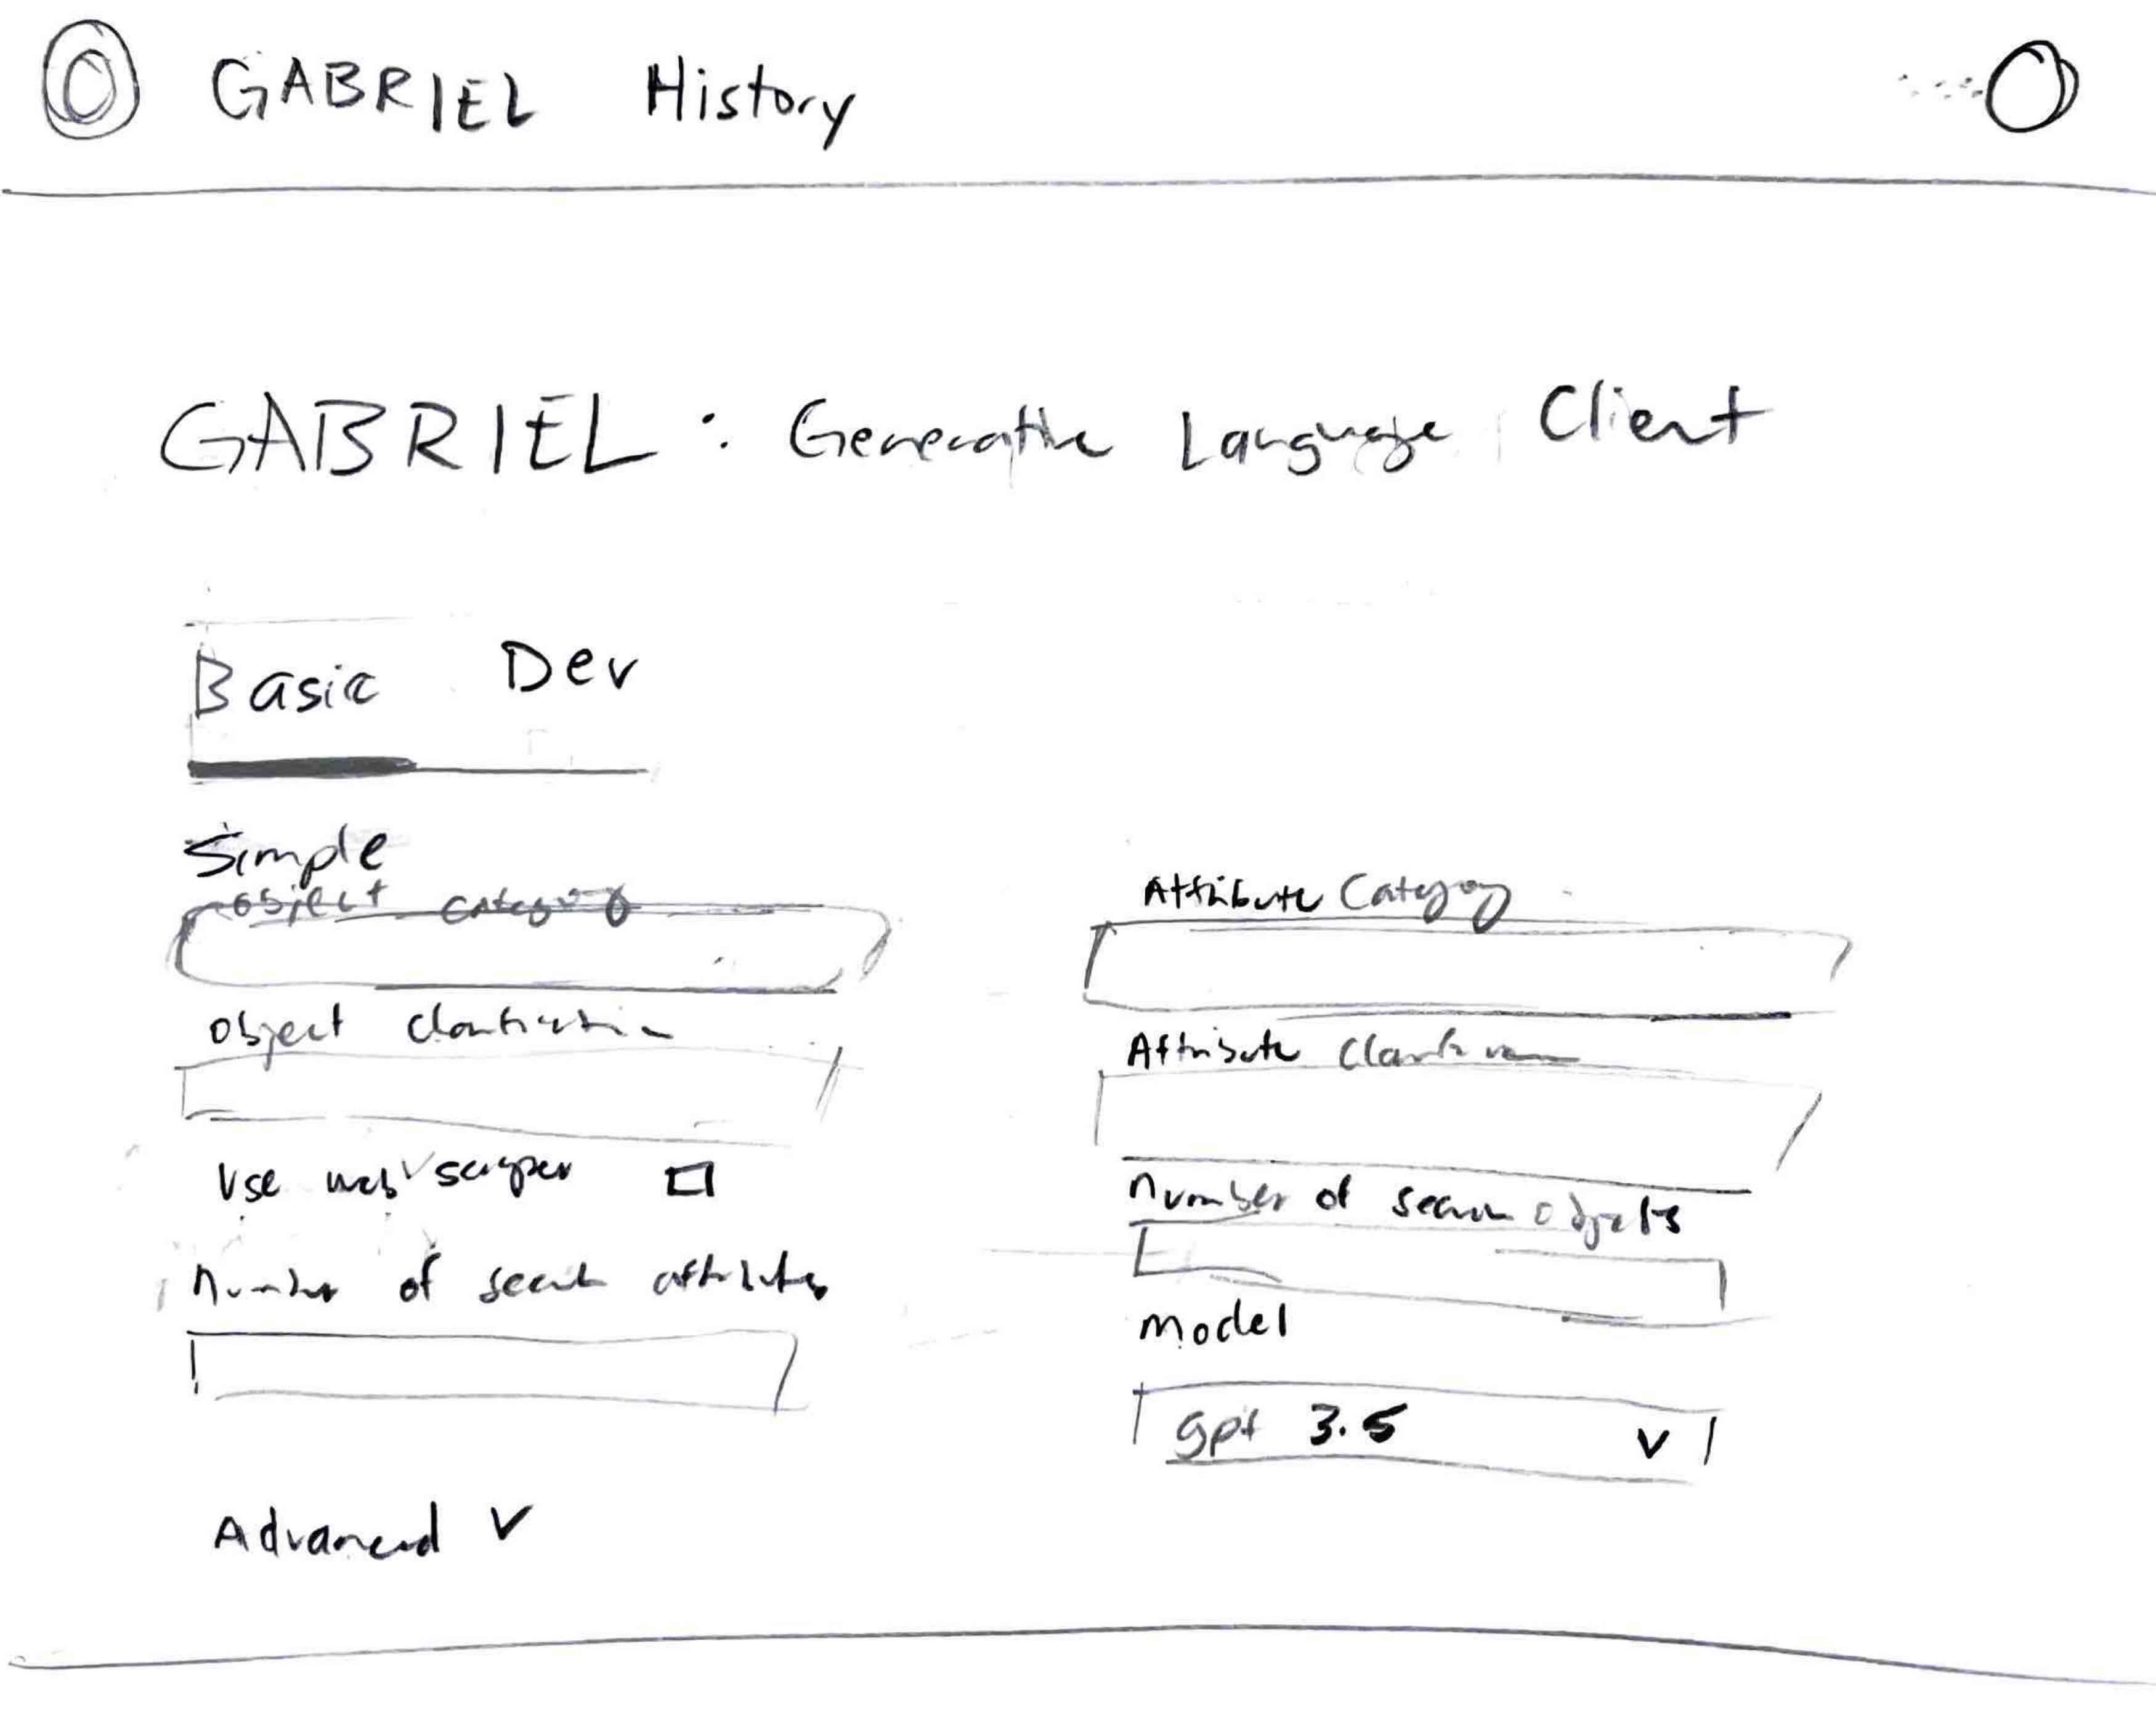 GABRIEL History
GABRIEL : Generative Language Client
Basic Dev
Simple
Object Category
Attribute Category
Object Clarification
Attribute
Use web scraper
Number of search objects
Number of search attributes
Model
gpt 3.5 v
Advanced v